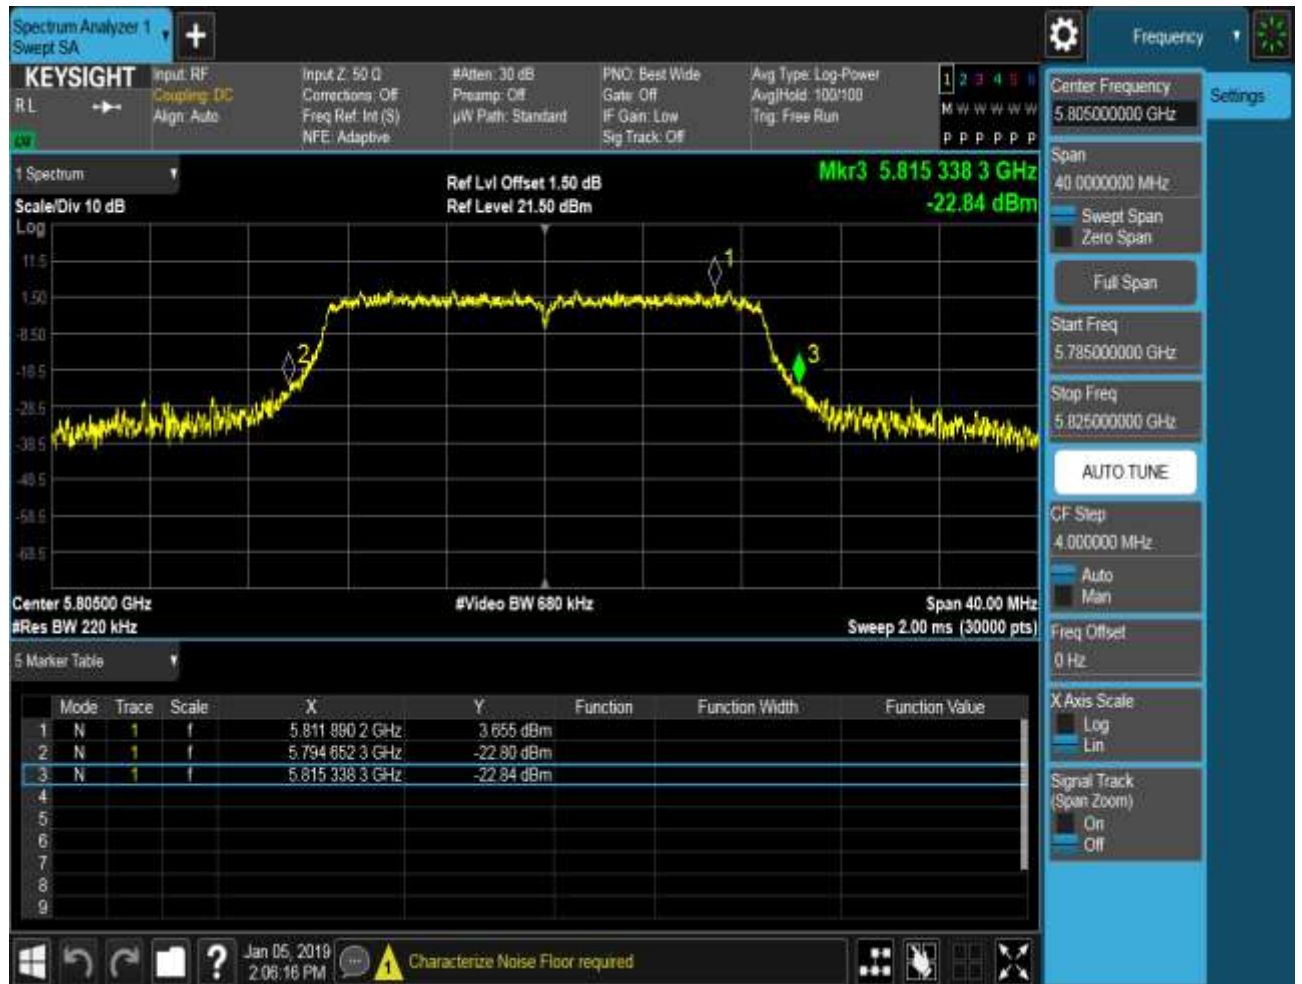 Spectrum Analyzer 1
Swept SA
Frequency
KEYSIGHT
RL
Input: RF
Coupling: DC
Align: Auto
Input Z: 50 Ω
Corrections: Off
Freq Ref: Int (S)
NFE: Adaptive
#Atten: 30 dB
Preamp: Off
µW Path: Standard
PNO: Best Wide
Gate: Off
IF Gain: Low
Sig Track: Off
Avg Type: Log-Power
Avg|Hold: 100/100
Trig: Free Run
1 2 3 4 5 6
M W W W W W
P P P P P P
Center Frequency
5.805000000 GHz
Settings
Span
40.0000000 MHz
Swept Span
Zero Span
Full Span
Start Freq
5.785000000 GHz
Stop Freq
5.825000000 GHz
AUTO TUNE
CF Step
4.000000 MHz
Auto
Man
Freq Offset
0 Hz
X Axis Scale
Log
Lin
Signal Track
(Span Zoom)
On
Off
1 Spectrum
Scale/Div 10 dB
Ref Lvl Offset 1.50 dB
Ref Level 21.50 dBm
Mkr3 5.815 338 3 GHz
-22.84 dBm
Log
11.5
1.50
-8.50
-18.5
-28.5
-38.5
-48.5
-58.5
-68.5
1
2
3
Center 5.80500 GHz
#Video BW 680 kHz
Span 40.00 MHz
#Res BW 220 kHz
Sweep 2.00 ms (30000 pts)
5 Marker Table
Mode Trace Scale X Y Function Function Width Function Value
1 N 1 f 5.811 890 2 GHz 3.655 dBm
2 N 1 f 5.794 652 3 GHz -22.80 dBm
3 N 1 f 5.815 338 3 GHz -22.84 dBm
4
5
6
7
8
9
Jan 05, 2019
2:06:16 PM
Characterize Noise Floor required